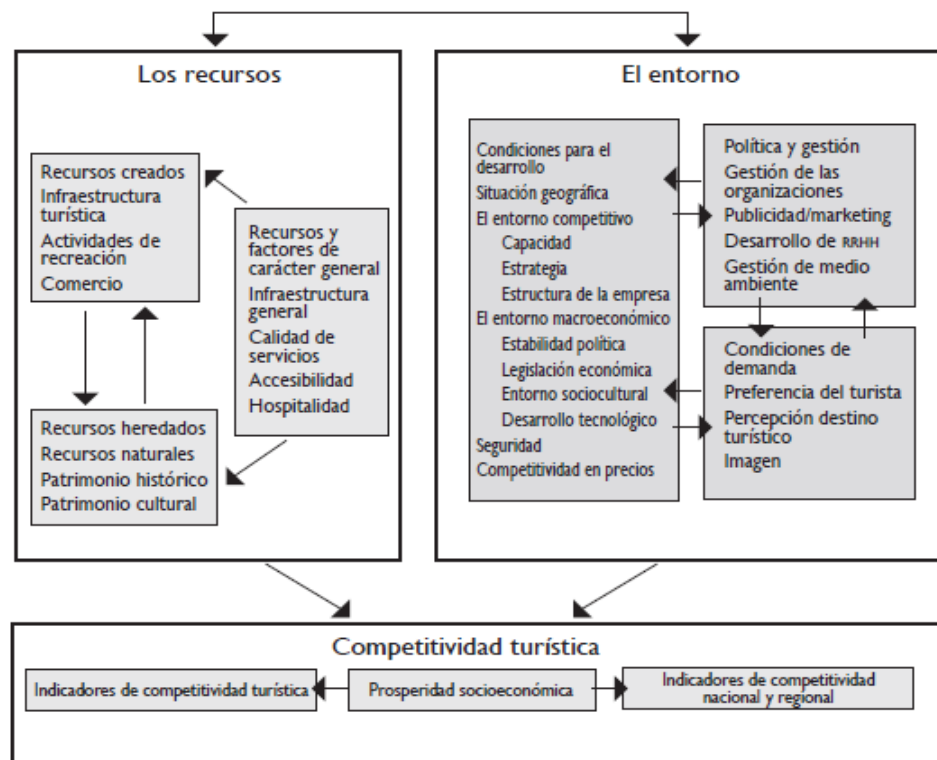 Los recursos
Recursos creados
Infraestructura
turística
Actividades de
recreación
Comercio
Recursos y
factores de
carácter general
Infraestructura
general
Calidad de
servicios
Accesibilidad
Hospitalidad
Recursos heredados
Recursos naturales
Patrimonio histórico
Patrimonio cultural
El entorno
Condiciones para el
desarrollo
Situación geográfica
El entorno competitivo
Capacidad
Estrategia
Estructura de la empresa
El entorno macroeconómico
Estabilidad política
Legislación económica
Entorno sociocultural
Desarrollo tecnológico
Seguridad
Competitividad en precios
Política y gestión
Gestión de las
organizaciones
Publicidad/marketing
Desarrollo de RRHH
Gestión de medio
ambiente
Condiciones de
demanda
Preferencia del turista
Percepción destino
turístico
Imagen
Competitividad turística
Indicadores de competitividad turística
Prosperidad socioeconómica
Indicadores de competitividad
nacional y regional